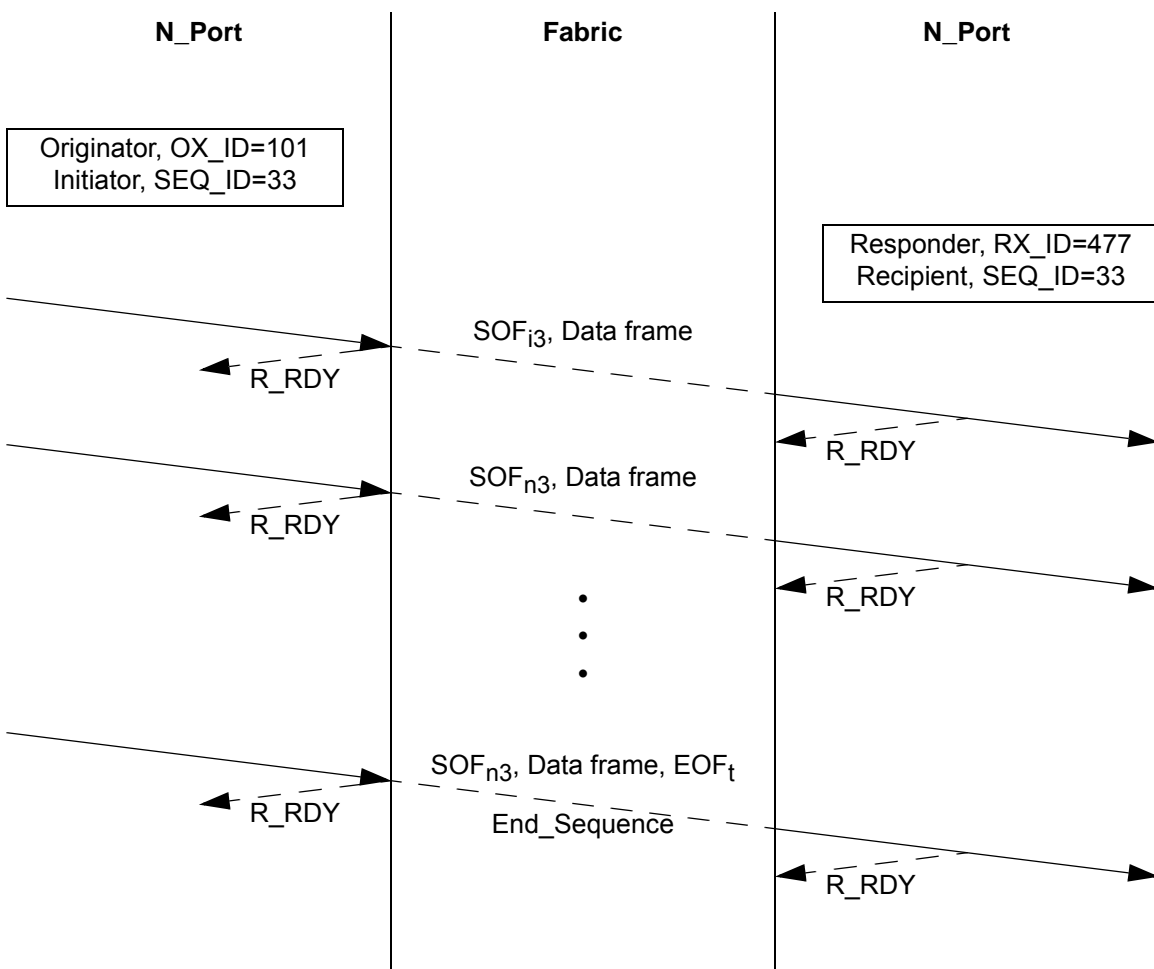 N_Port
Fabric
N_Port
Originator, OX_ID=101
Initiator, SEQ_ID=33
Responder, RX_ID=477
Recipient, SEQ_ID=33
SOFi3, Data frame
R_RDY
R_RDY
SOFn3, Data frame
R_RDY
R_RDY
SOFn3, Data frame, EOFt
R_RDY
End_Sequence
R_RDY